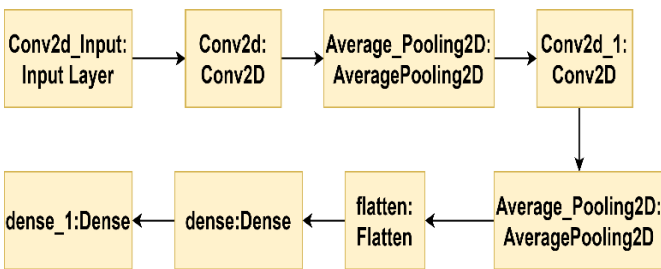 Conv2d_Input:
Input Layer
Conv2d:
Conv2D
Average_Pooling2D:
AveragePooling2D
Conv2d_1:
Conv2D
Average_Pooling2D:
AveragePooling2D
flatten:
Flatten
dense:Dense
dense_1:Dense